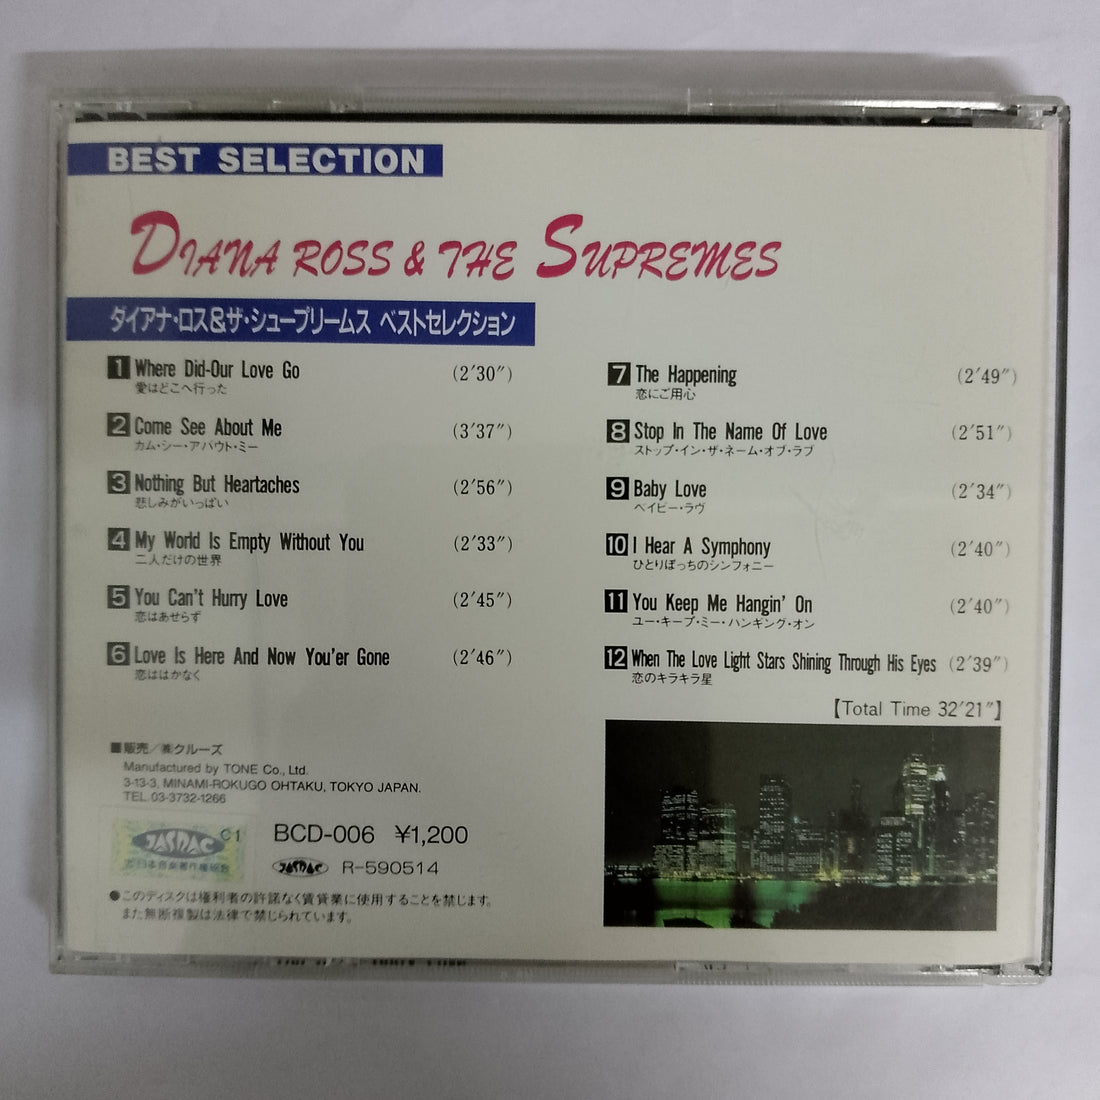 BEST SELECTION
DIANA ROSS & THE SUPREMES
ダイアナ・ロス&ザ・シュープリームス ベストセレクション
1 Where Did-Our Love Go (2′30″)
愛はどこへ行った
2 Come See About Me (3′37″)
カム・シー・アバウト・ミー
3 Nothing But Heartaches (2′56″)
悲しみがいっぱい
4 My World Is Empty Without You (2′33″)
二人だけの世界
5 You Can't Hurry Love (2′45″)
恋はあせらず
6 Love Is Here And Now You'er Gone (2′46″)
恋ははかなく
7 The Happening (2′49″)
恋にご用心
8 Stop In The Name Of Love (2′51″)
ストップ・イン・ザ・ネーム・オブ・ラブ
9 Baby Love (2′34″)
ベイビー・ラヴ
10 I Hear A Symphony (2′40″)
ひとりぼっちのシンフォニー
11 You Keep Me Hangin' On (2′40″)
ユー・キープ・ミー・ハンギング・オン
12 When The Love Light Stars Shining Through His Eyes (2′39″)
恋のキラキラ星
【Total Time 32′21″】
■販売/㈱クルーズ
Manufactured by TONE Co., Ltd.
3-13-3, MINAMI-ROKUGO OHTAKU, TOKYO JAPAN.
TEL 03-3732-1266
JASRAC C1
日本音楽著作権協会
BCD-006 ¥1,200
JASRAC R-590514
●このディスクは権利者の許諾なく賃貸業に使用することを禁じます。
また無断複製は法律で禁じられています。